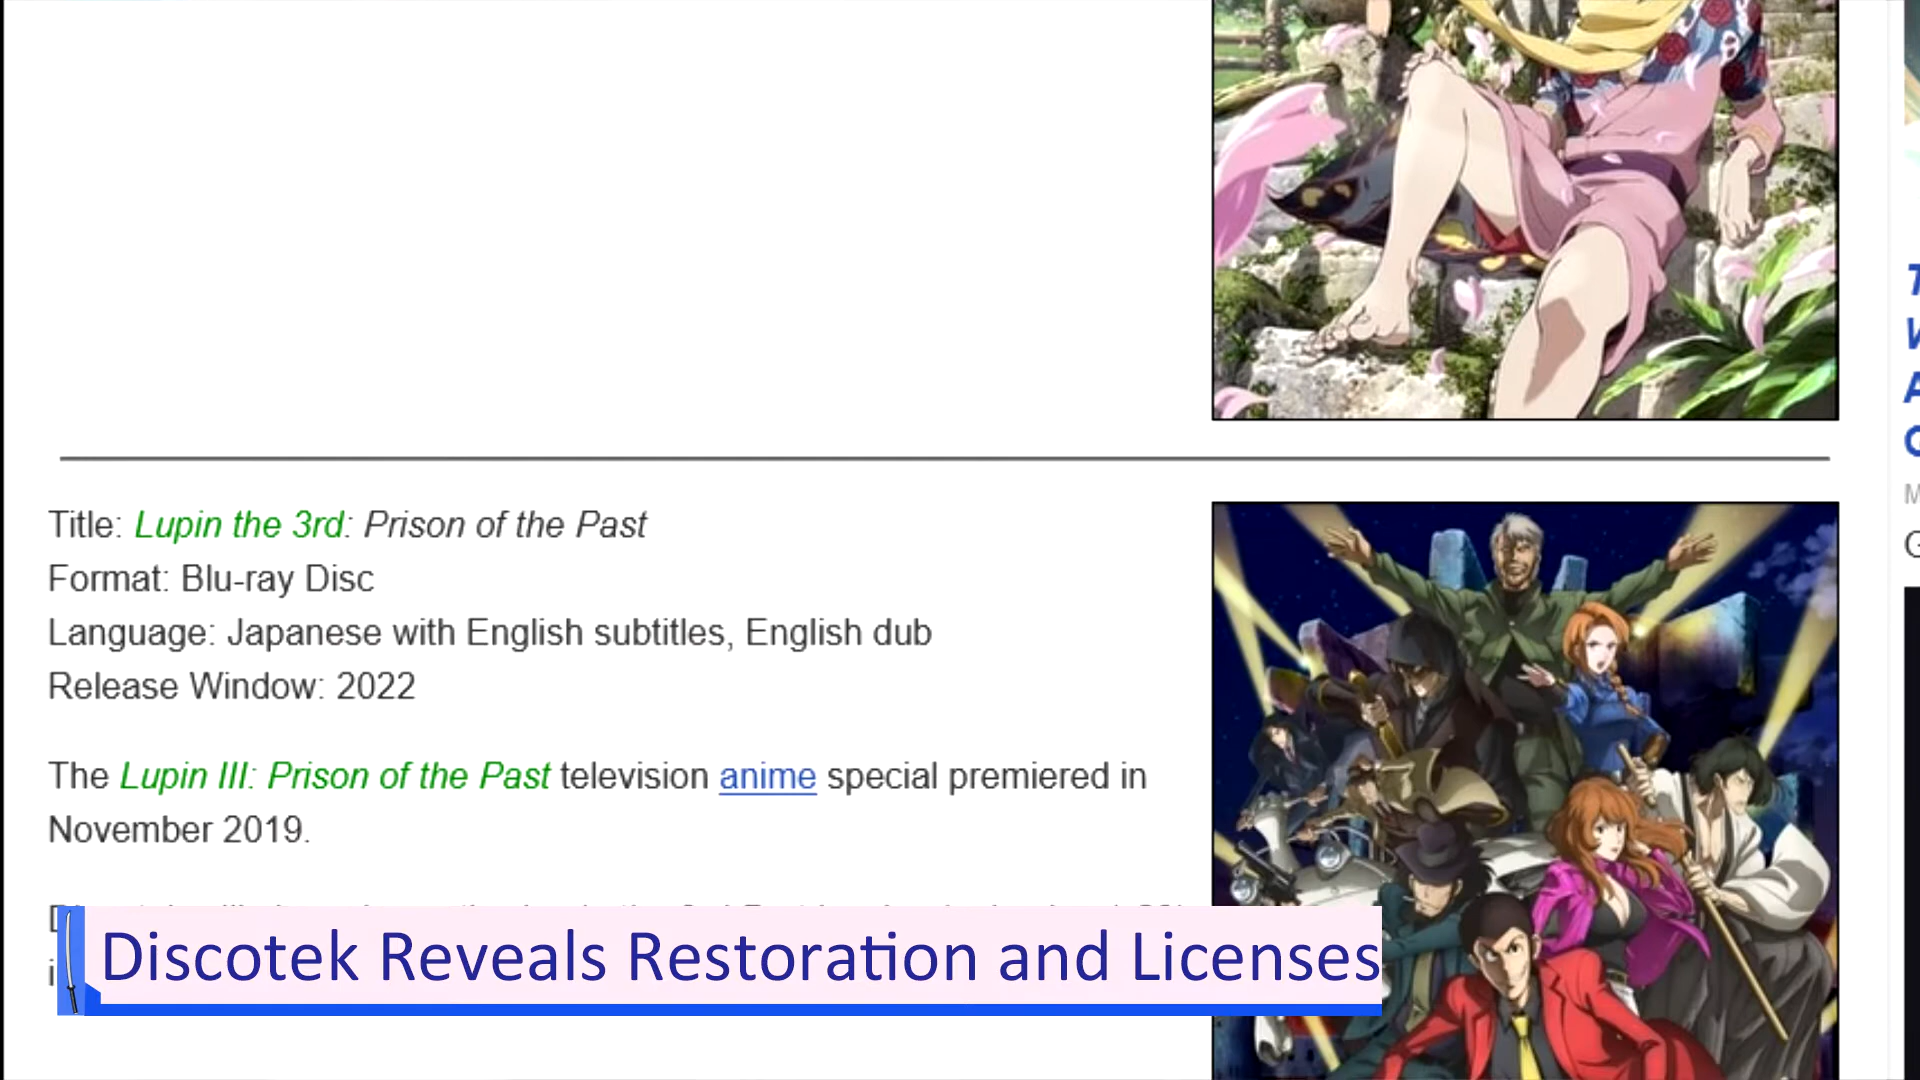 Title: Lupin the 3rd: Prison of the Past
Format: Blu-ray Disc
Language: Japanese with English subtitles, English dub
Release Window: 2022
The Lupin III: Prison of the Past television anime special premiered in
November 2019.
Discotek Reveals Restoration and Licenses